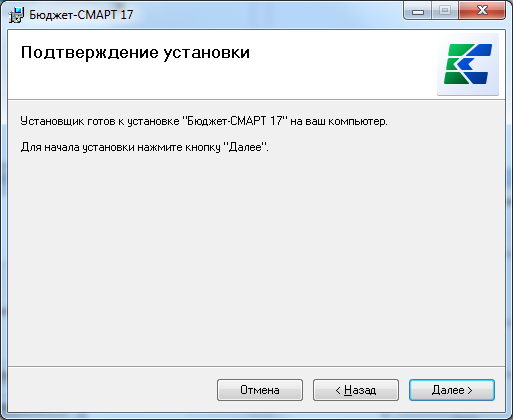 Бюджет-СМАРТ 17
Подтверждение установки
Установщик готов к установке "Бюджет-СМАРТ 17" на ваш компьютер.
Для начала установки нажмите кнопку "Далее".
Отмена
< Назад
Далее >